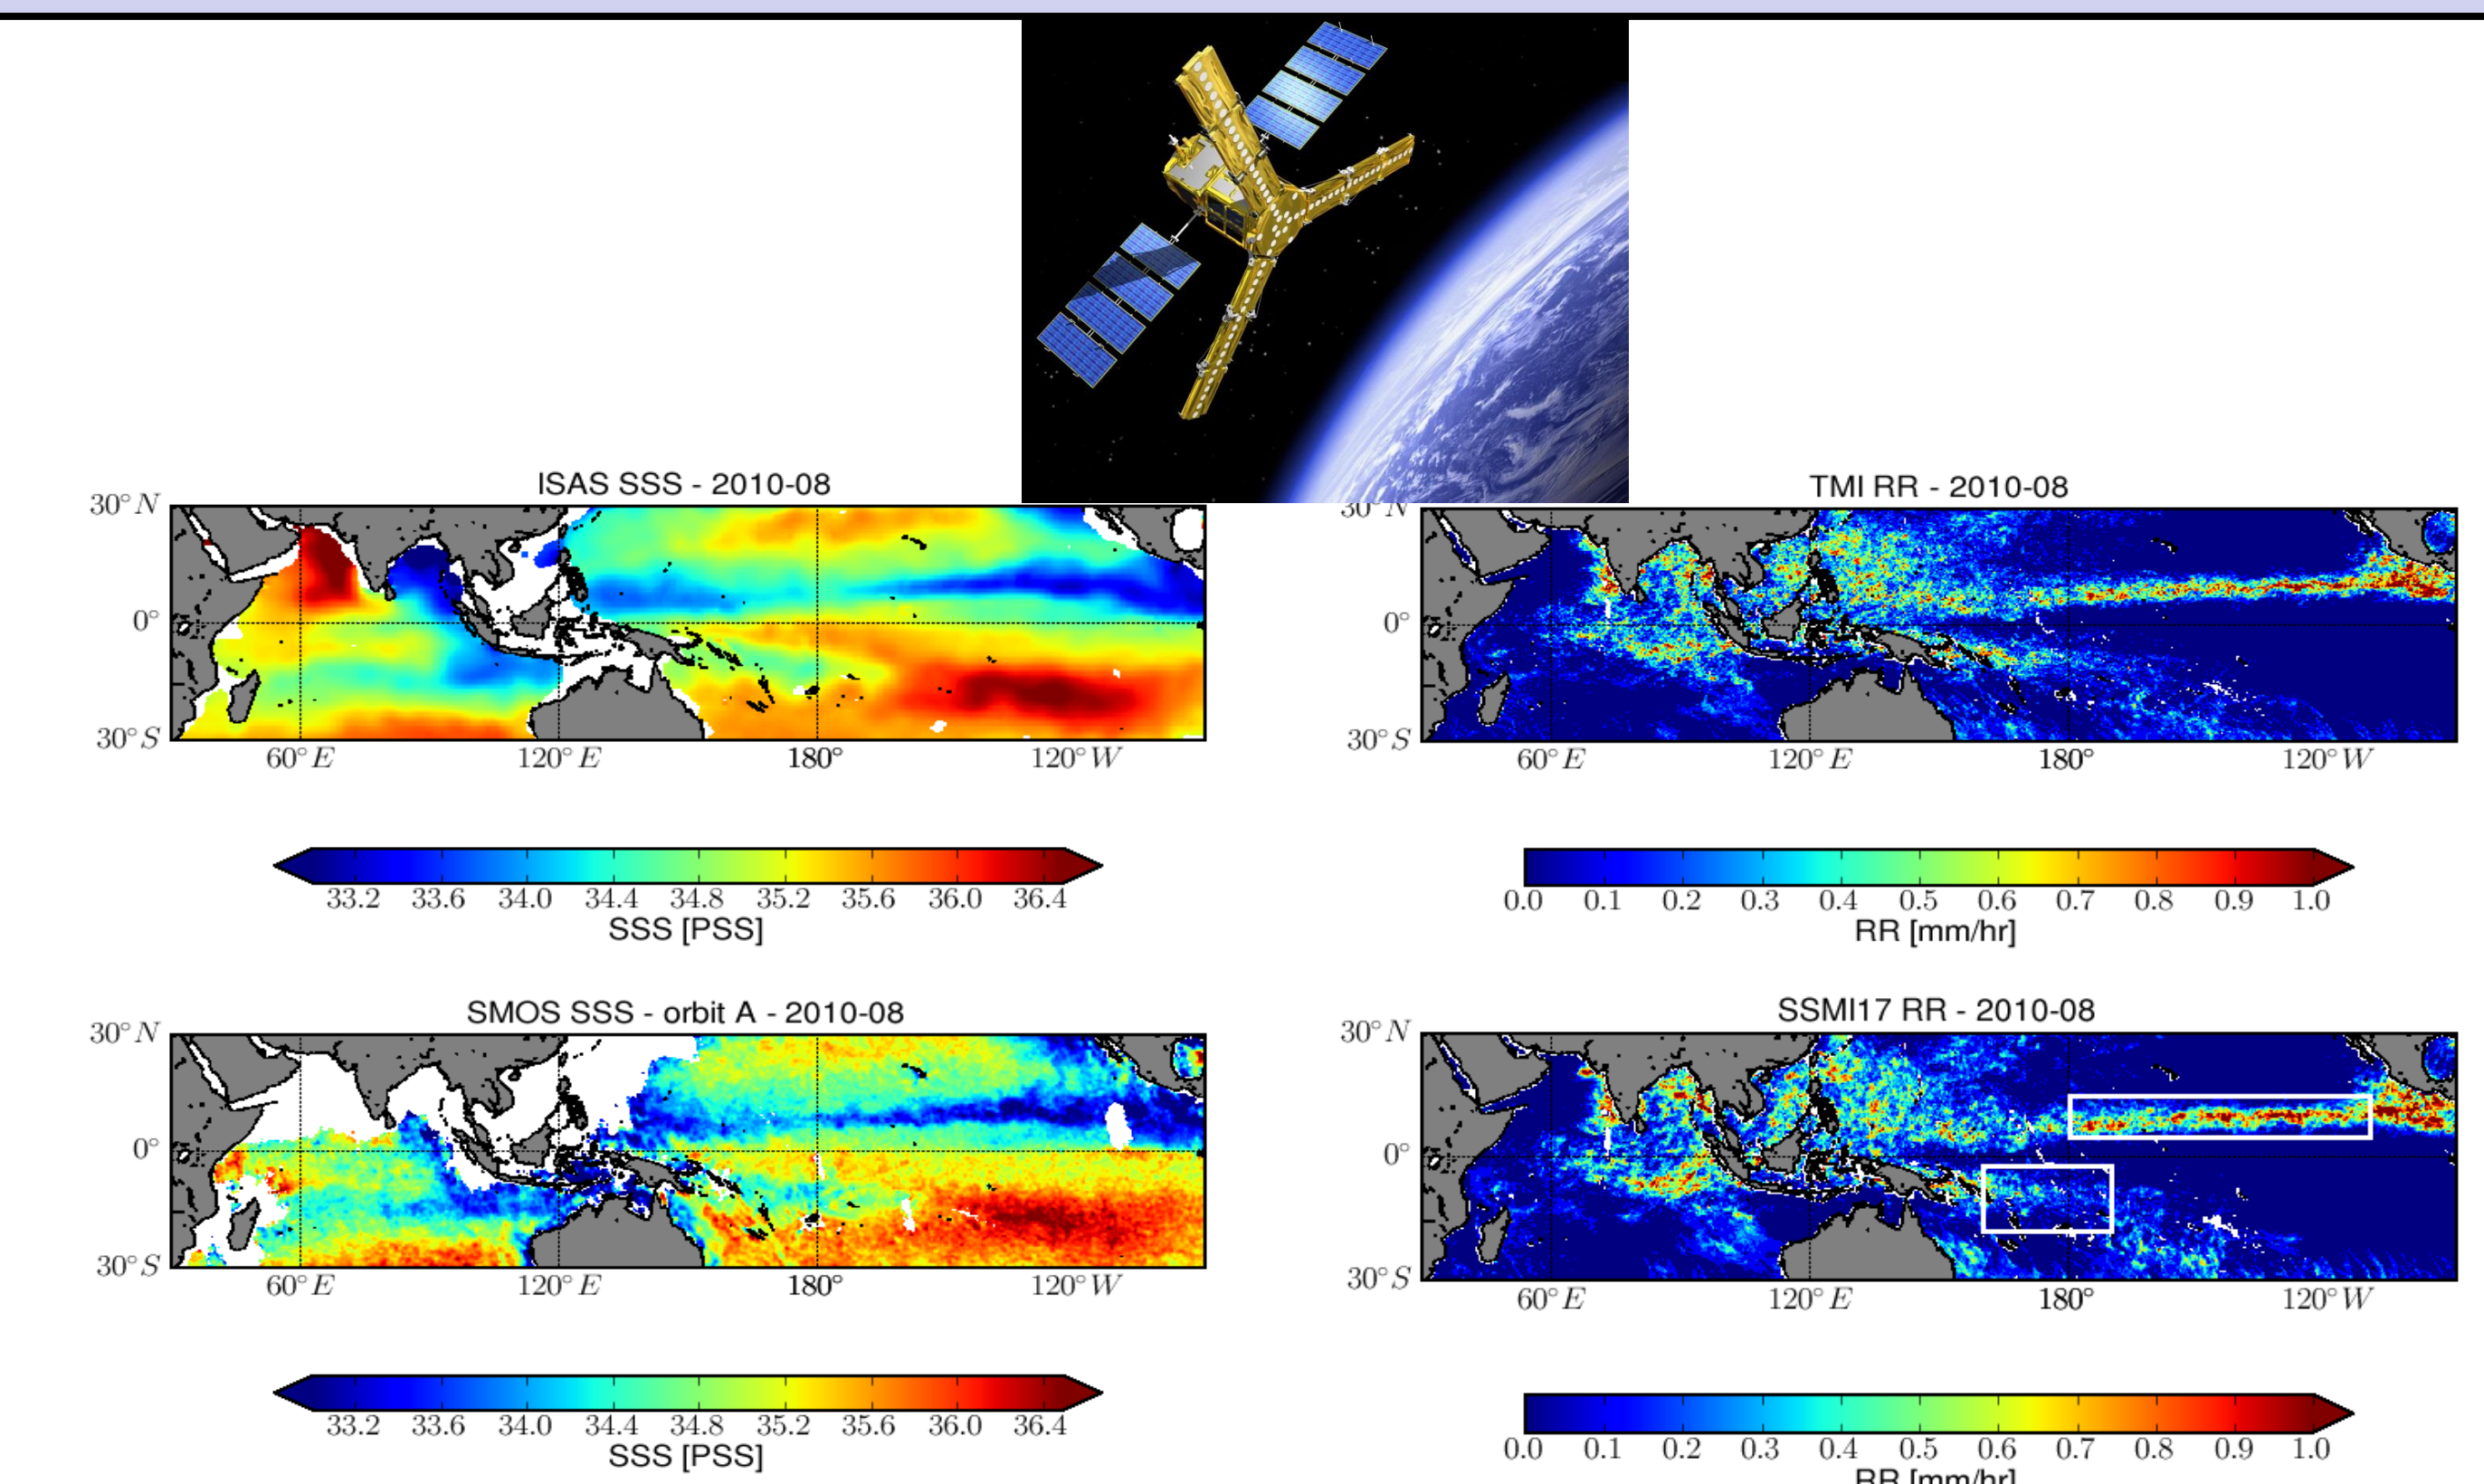 ISAS SSS - 2010-08
30°N
0°
30°S
60°E 120°E 180° 120°W
33.2 33.6 34.0 34.4 34.8 35.2 35.6 36.0 36.4
SSS [PSS]
TMI RR - 2010-08
30°N
0°
30°S
60°E 120°E 180° 120°W
0.0 0.1 0.2 0.3 0.4 0.5 0.6 0.7 0.8 0.9 1.0
RR [mm/hr]
SMOS SSS - orbit A - 2010-08
30°N
0°
30°S
60°E 120°E 180° 120°W
33.2 33.6 34.0 34.4 34.8 35.2 35.6 36.0 36.4
SSS [PSS]
SSMI17 RR - 2010-08
30°N
0°
30°S
60°E 120°E 180° 120°W
0.0 0.1 0.2 0.3 0.4 0.5 0.6 0.7 0.8 0.9 1.0
RR [mm/hr]